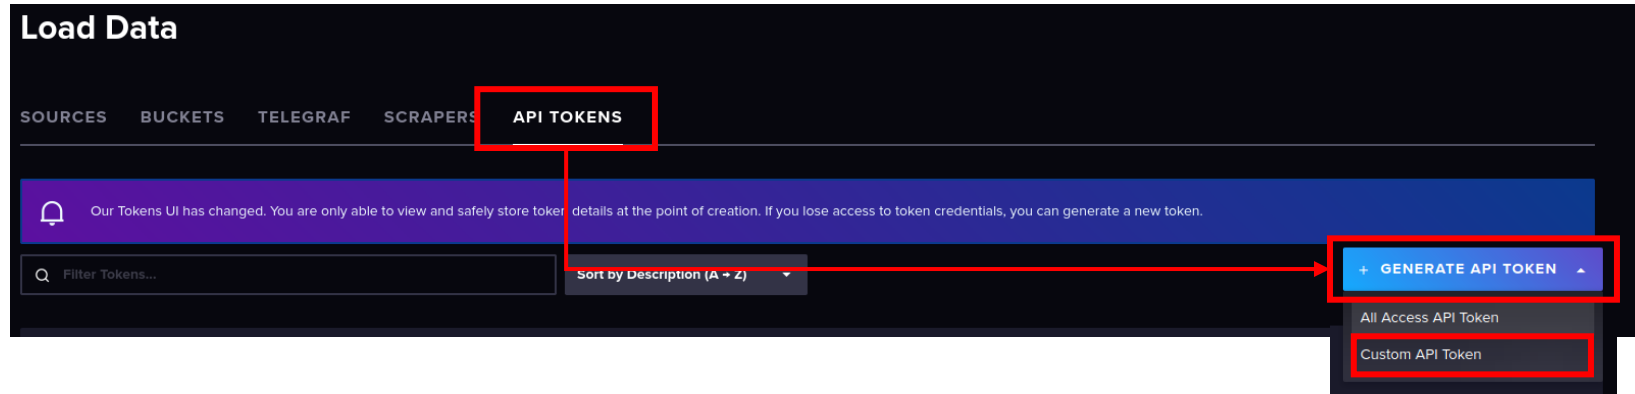 Load Data
SOURCES BUCKETS TELEGRAF SCRAPERS API TOKENS
Our Tokens UI has changed. You are only able to view and safely store token details at the point of creation. If you lose access to token credentials, you can generate a new token.
Filter Tokens... Sort by Description (A → Z) + GENERATE API TOKEN
All Access API Token
Custom API Token